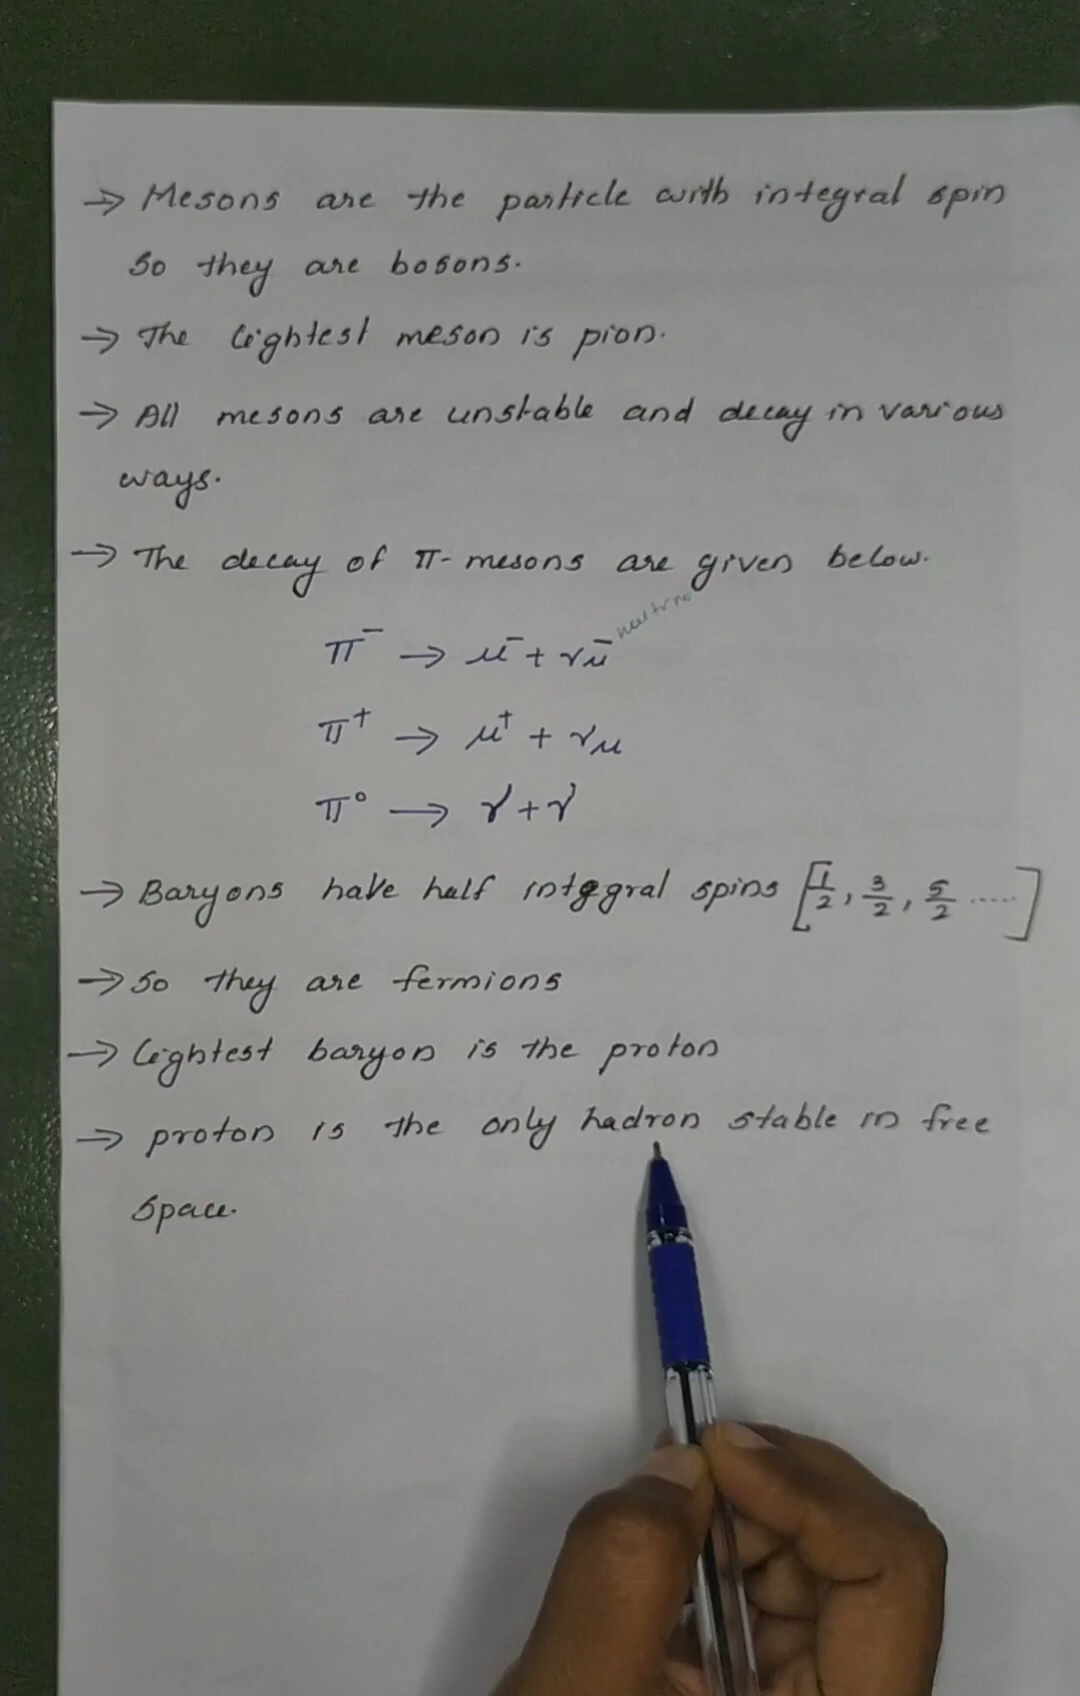 → Mesons are the particle with integral spin
so they are bosons.
→ The lightest meson is pion.
→ All mesons are unstable and decay in various
ways.
→ The decay of π-mesons are given below.
neutrno
π⁻ → μ⁻ + ν̄μ
π⁺ → μ⁺ + νμ
π° → γ + γ
→ Baryons have half integral spins [1/2, 3/2, 5/2 .....]
→ So they are fermions
→ Lightest baryon is the proton
→ proton is the only hadron stable in free
space.